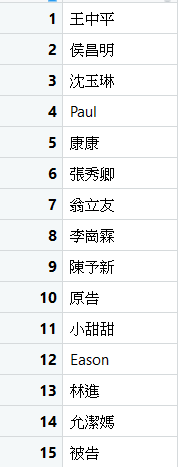 1 王中平
2 侯昌明
3 沈玉琳
4 Paul
5 康康
6 張秀卿
7 翁立友
8 李崗霖
9 陳予新
10 原告
11 小甜甜
12 Eason
13 林進
14 允潔媽
15 被告